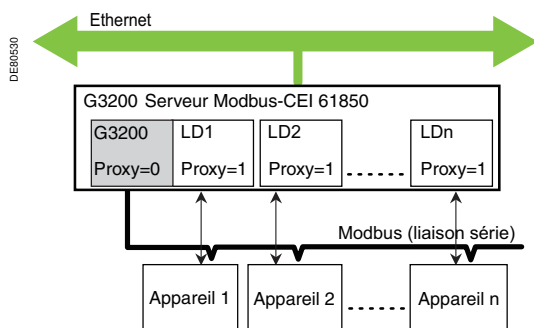 Ethernet
DE80530
G3200 Serveur Modbus-CEI 61850
G3200 LD1 LD2 LDn
Proxy=0 Proxy=1 Proxy=1 ...... Proxy=1
Modbus (liaison série)
Appareil 1 Appareil 2 ...... Appareil n